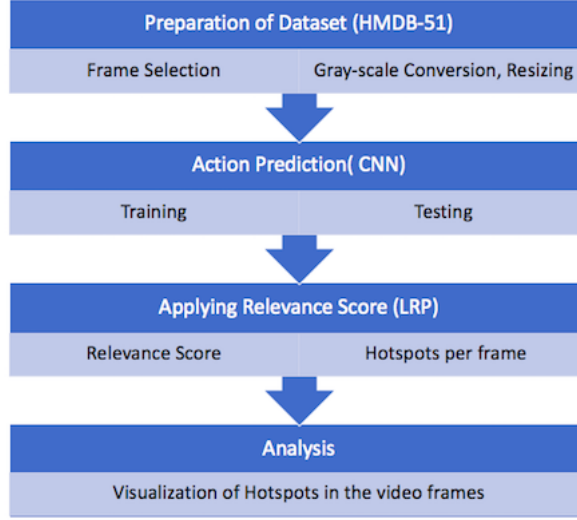 Preparation of Dataset (HMDB-51)
Frame Selection
Gray-scale Conversion, Resizing
Action Prediction( CNN)
Training
Testing
Applying Relevance Score (LRP)
Relevance Score
Hotspots per frame
Analysis
Visualization of Hotspots in the video frames